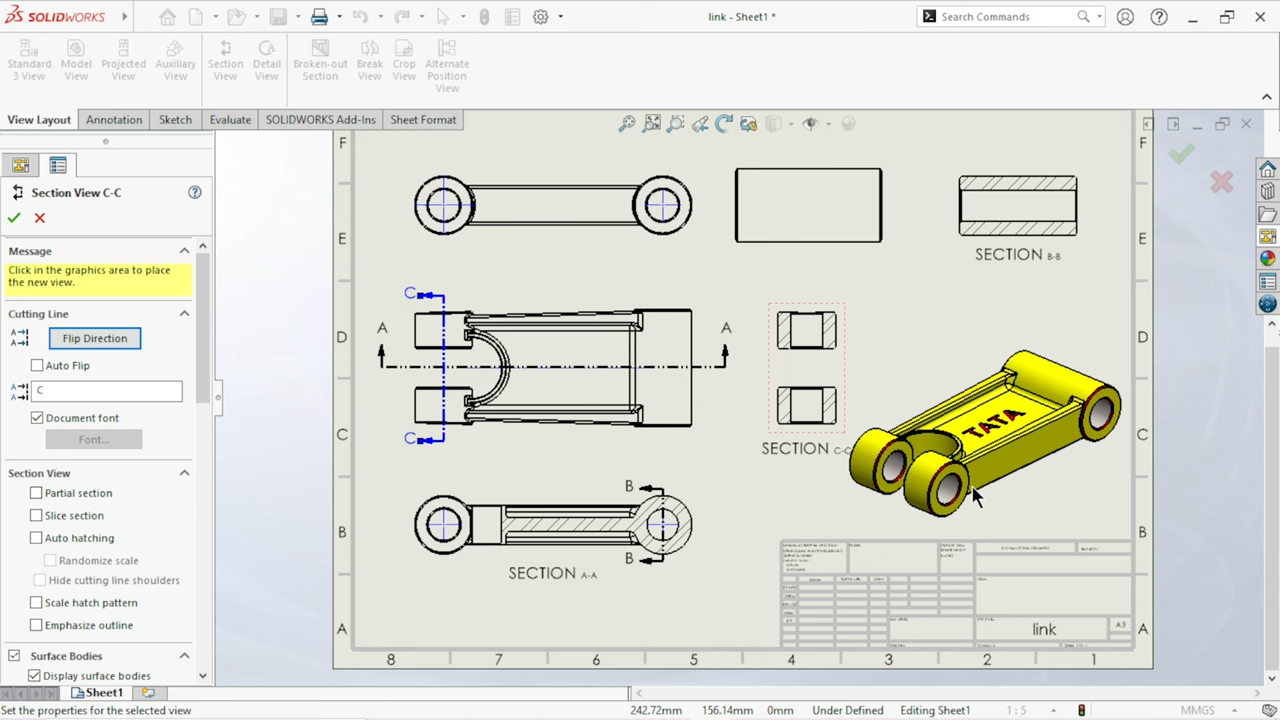 SOLIDWORKS
link - Sheet1 *
Search Commands
Standard 3 View
Model View
Projected View
Auxiliary View
Section View
Detail View
Broken-out Section
Break View
Crop View
Alternate Position View
View Layout
Annotation
Sketch
Evaluate
SOLIDWORKS Add-Ins
Sheet Format
Section View C-C
Message
Click in the graphics area to place
the new view.
Cutting Line
Flip Direction
Auto Flip
C
Document font
Font...
Section View
Partial section
Slice section
Auto hatching
Randomize scale
Hide cutting line shoulders
Scale hatch pattern
Emphasize outline
Surface Bodies
Display surface bodies
F
F
E
E
SECTION B-B
C
D
D
A
A
C
C
C
SECTION C-C
TATA
B
B
B
B
SECTION A-A
link
A3
A
A
8
7
6
5
4
3
2
1
Sheet1
Set the properties for the selected view
242.72mm
156.14mm
0mm
Under Defined
Editing Sheet1
1 : 5
MMGS